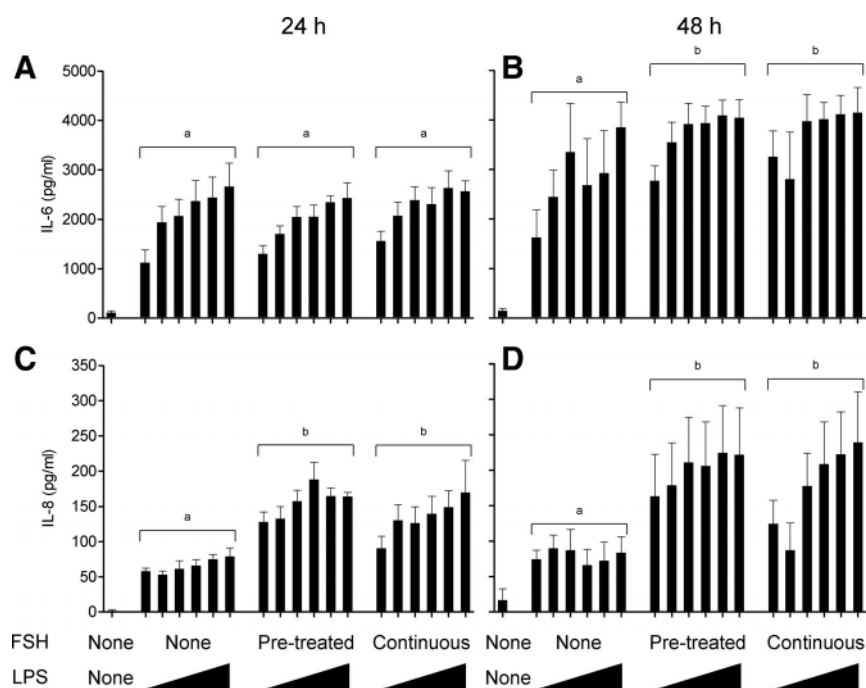 24 h 48 h
A B
5000
4000
3000
2000
1000
0
IL-6 (pg/ml)
a a a
a b b
C D
350
300
250
200
150
100
50
0
IL-8 (pg/ml)
a b b
a b b
FSH None None Pre-treated Continuous None None Pre-treated Continuous
LPS None None